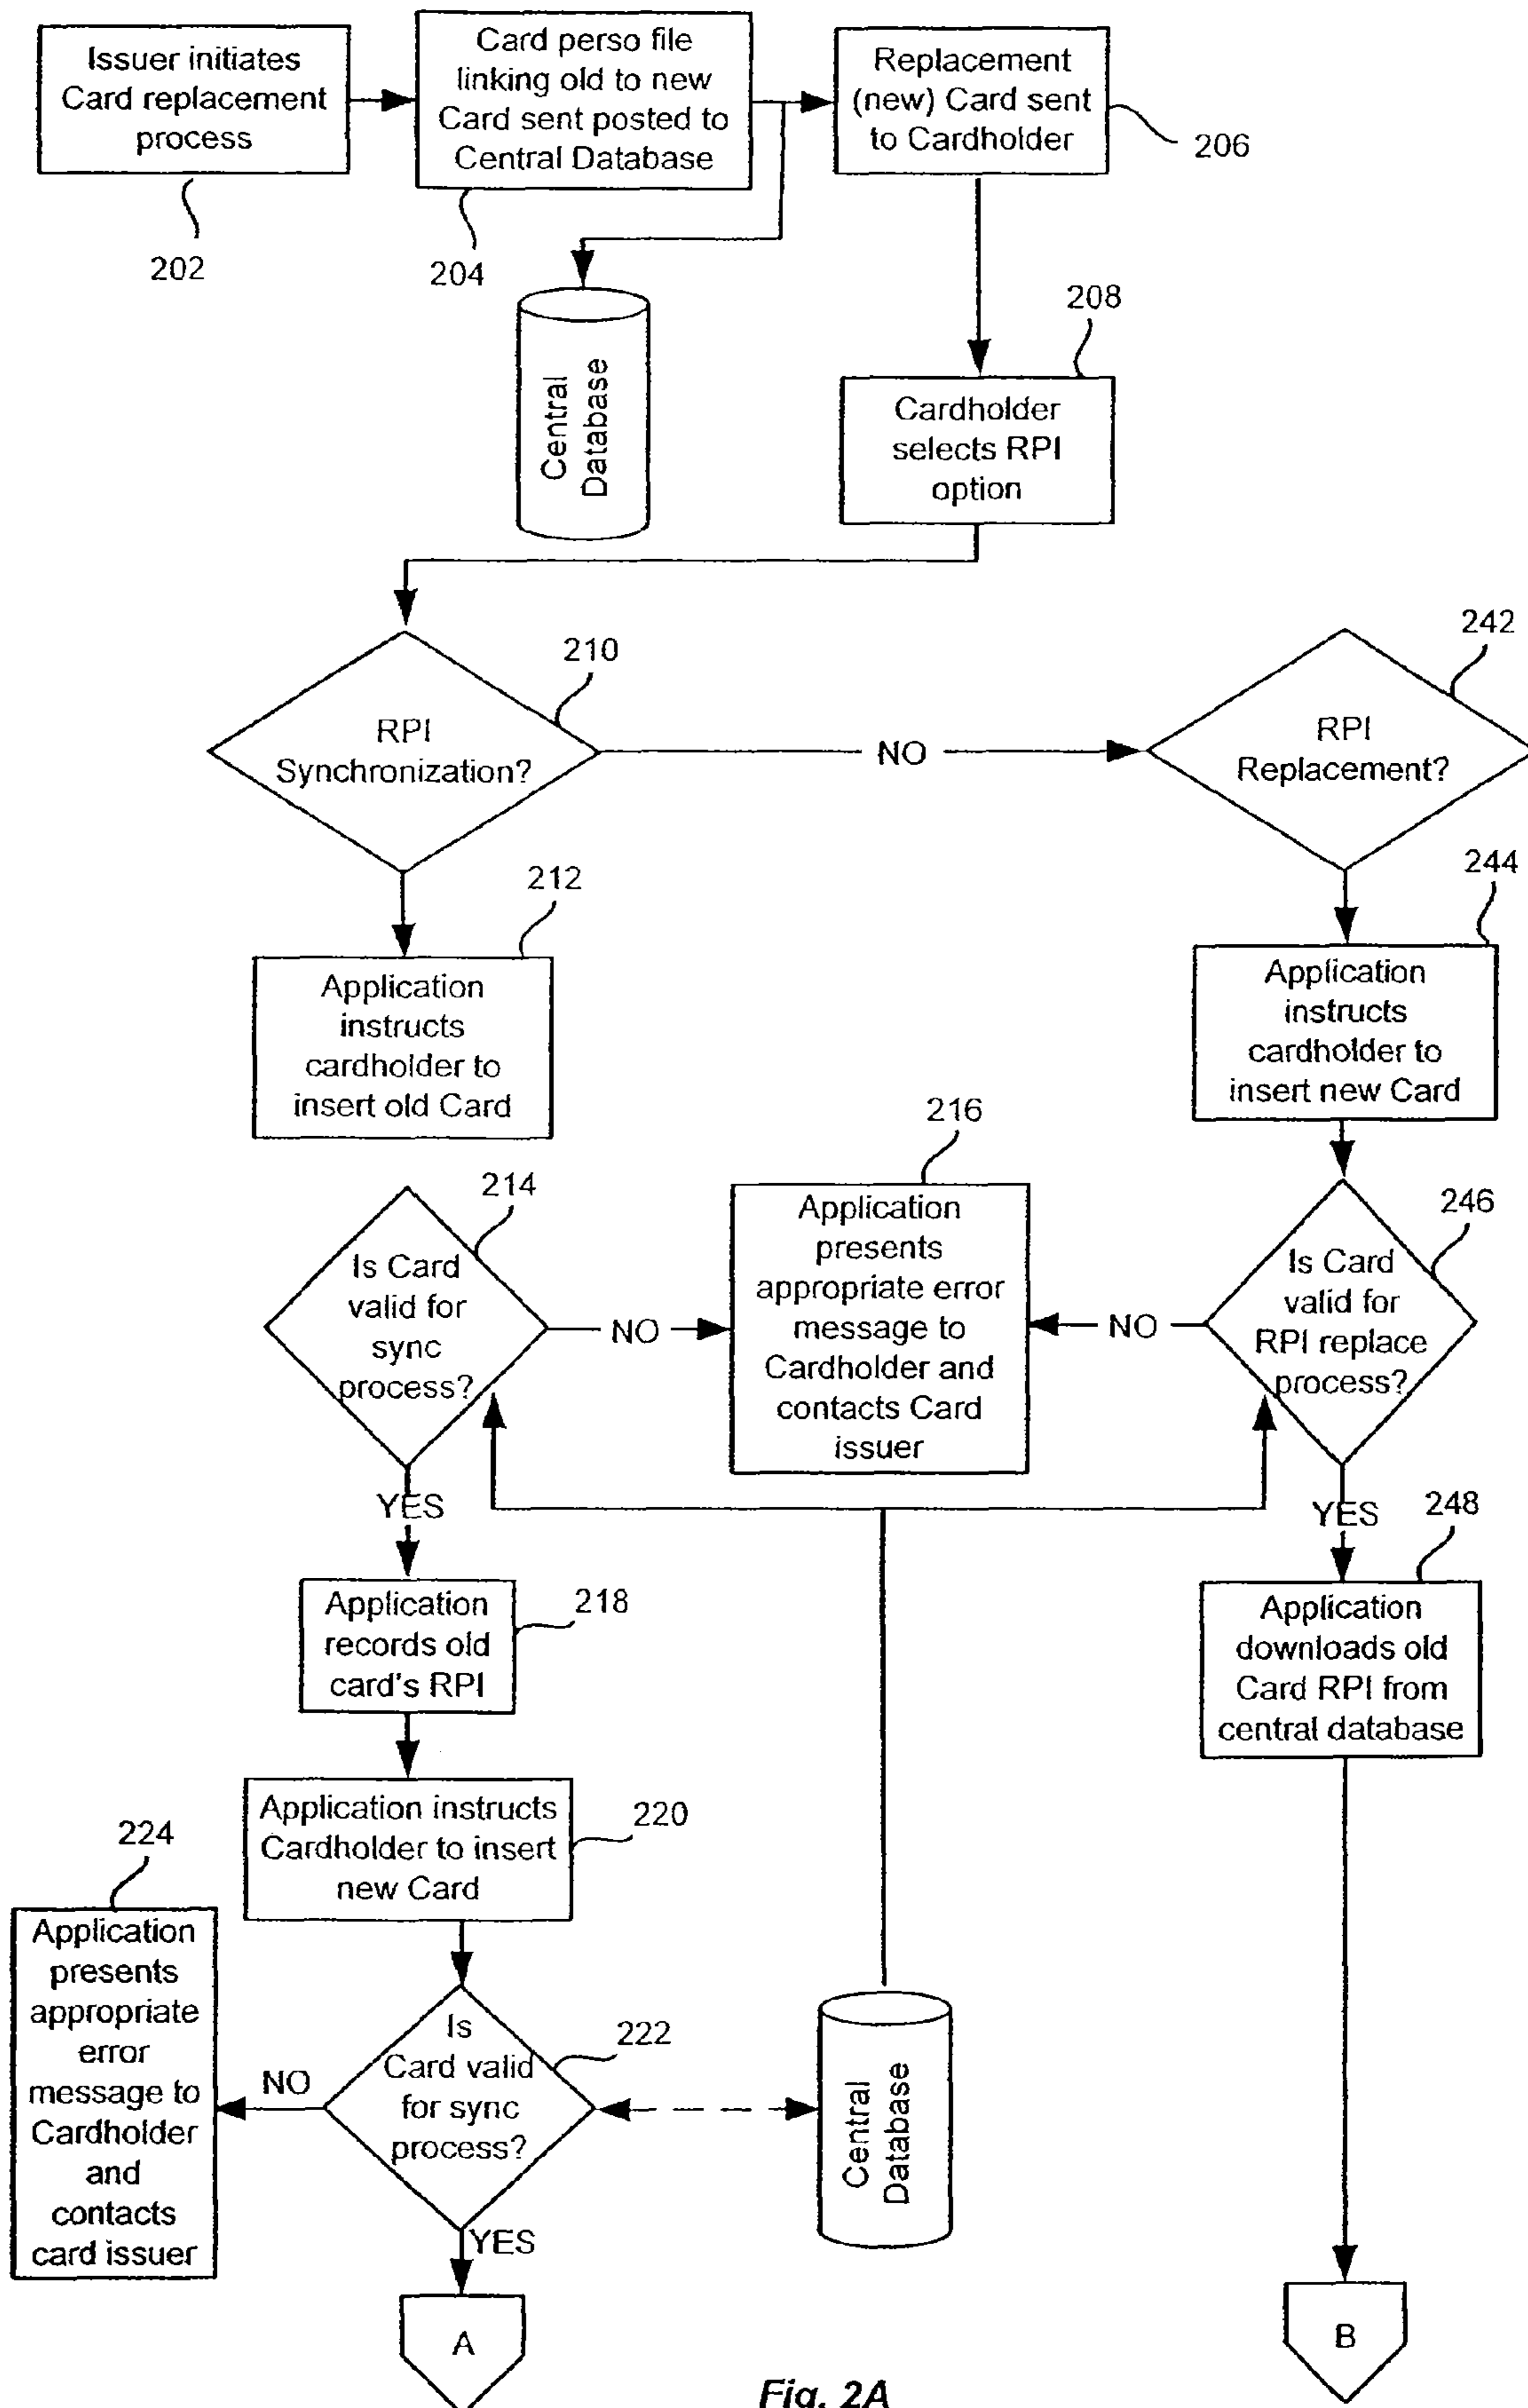 Issuer initiates
Card replacement
process
202
Card perso file
linking old to new
Card sent posted to
Central Database
204
Replacement
(new) Card sent
to Cardholder
206
Central
Database
208
Cardholder
selects RPI
option
210
RPI
Synchronization?
NO
242
RPI
Replacement?
212
Application
instructs
cardholder to
insert old Card
244
Application
instructs
cardholder to
insert new Card
214
Is Card
valid for
sync
process?
NO
216
Application
presents
appropriate error
message to
Cardholder and
contacts Card
issuer
NO
246
Is Card
valid for
RPI replace
process?
YES
YES
218
Application
records old
card's RPI
248
Application
downloads old
Card RPI from
central database
220
Application instructs
Cardholder to insert
new Card
224
Application
presents
appropriate
error
message to
Cardholder
and
contacts
card issuer
NO
222
Is
Card valid
for sync
process?
Central
Database
YES
A
B
Fig. 2A